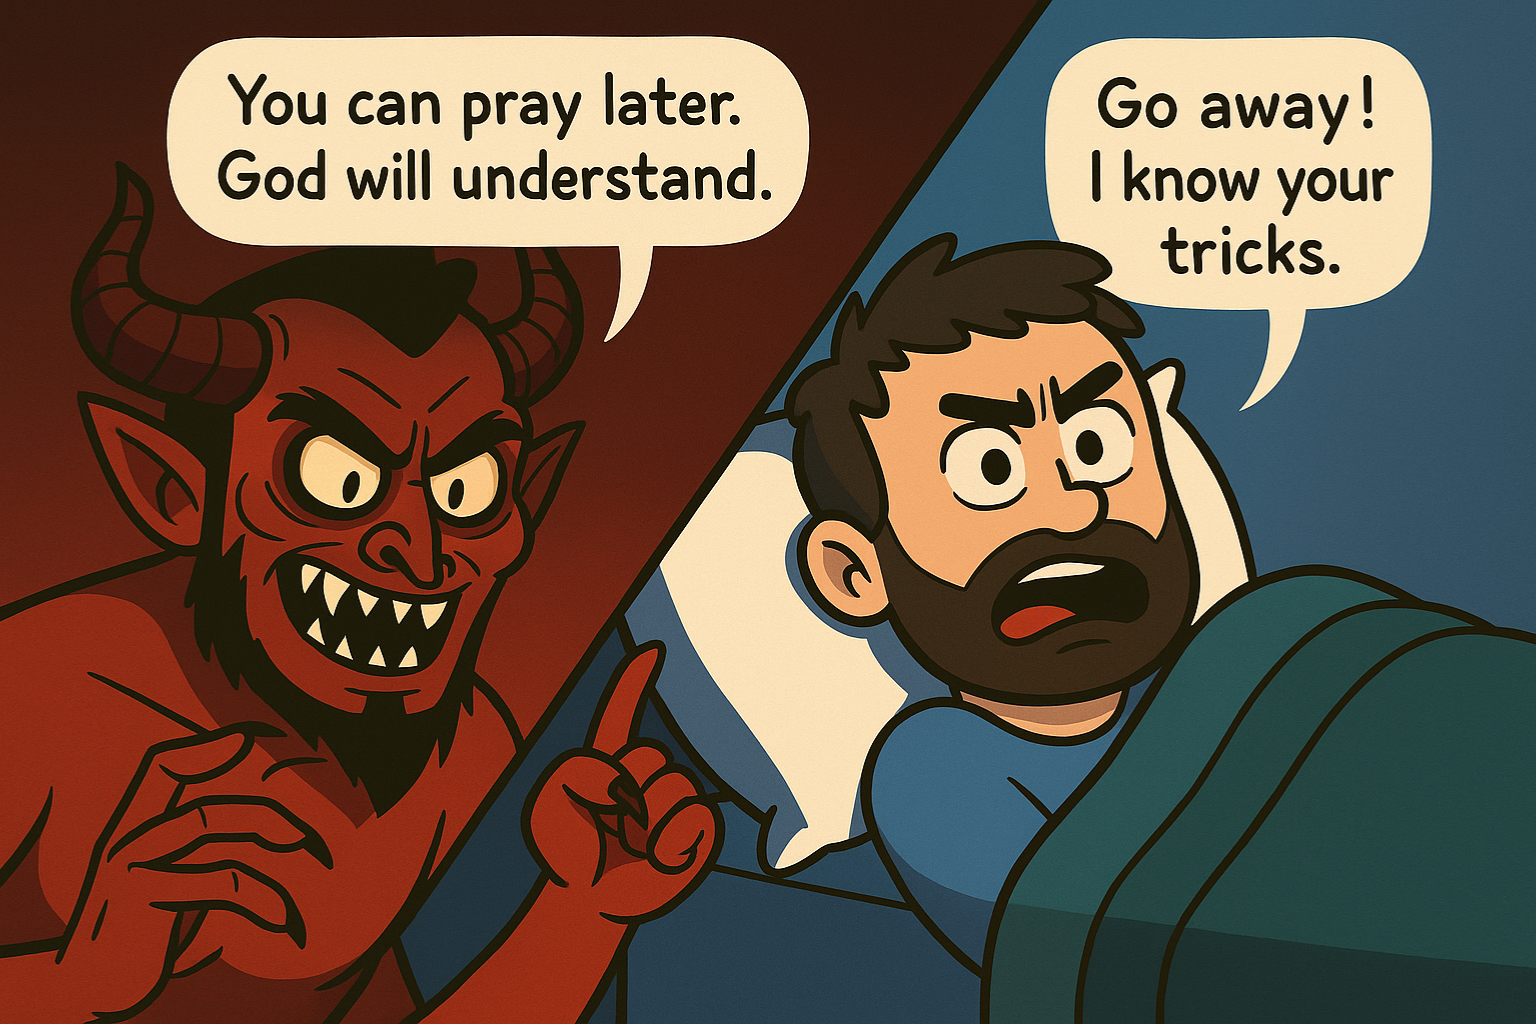 You can pray later.
God will understand.
Go away!
I know your
tricks.